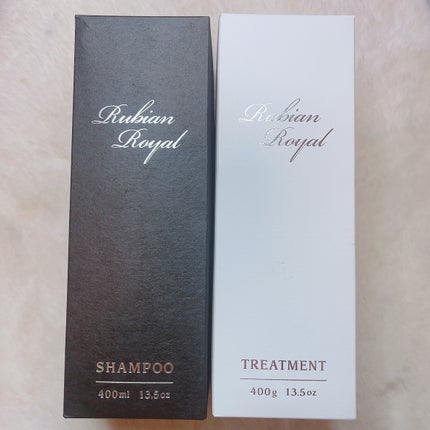 Rubian
Royal
SHAMPOO
400ml 13.5oz
Rubian
Royal
TREATMENT
400g 13.5oz